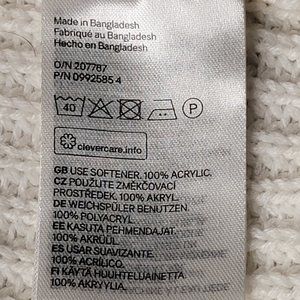 Made in Bangladesh
Fabriqué au Bangladesh
Hecho en Bangladesh
O/N 207787
P/N 0992585 4
40
P
clevercare.info
GB USE SOFTENER. 100% ACRYLIC.
CZ POUŽIJTE ZMĚKČOVACÍ
PROSTŘEDEK. 100% AKRYL.
DE WEICHSPÜLER BENUTZEN.
100% POLYACRYL.
EE KASUTA PEHMENDAJAT.
100% AKRÜÜL.
ES USAR SUAVIZANTE.
100% ACRÍLICO.
FI KÄYTÄ HUUHTELUAINETTA
100% AKRYYLIA.